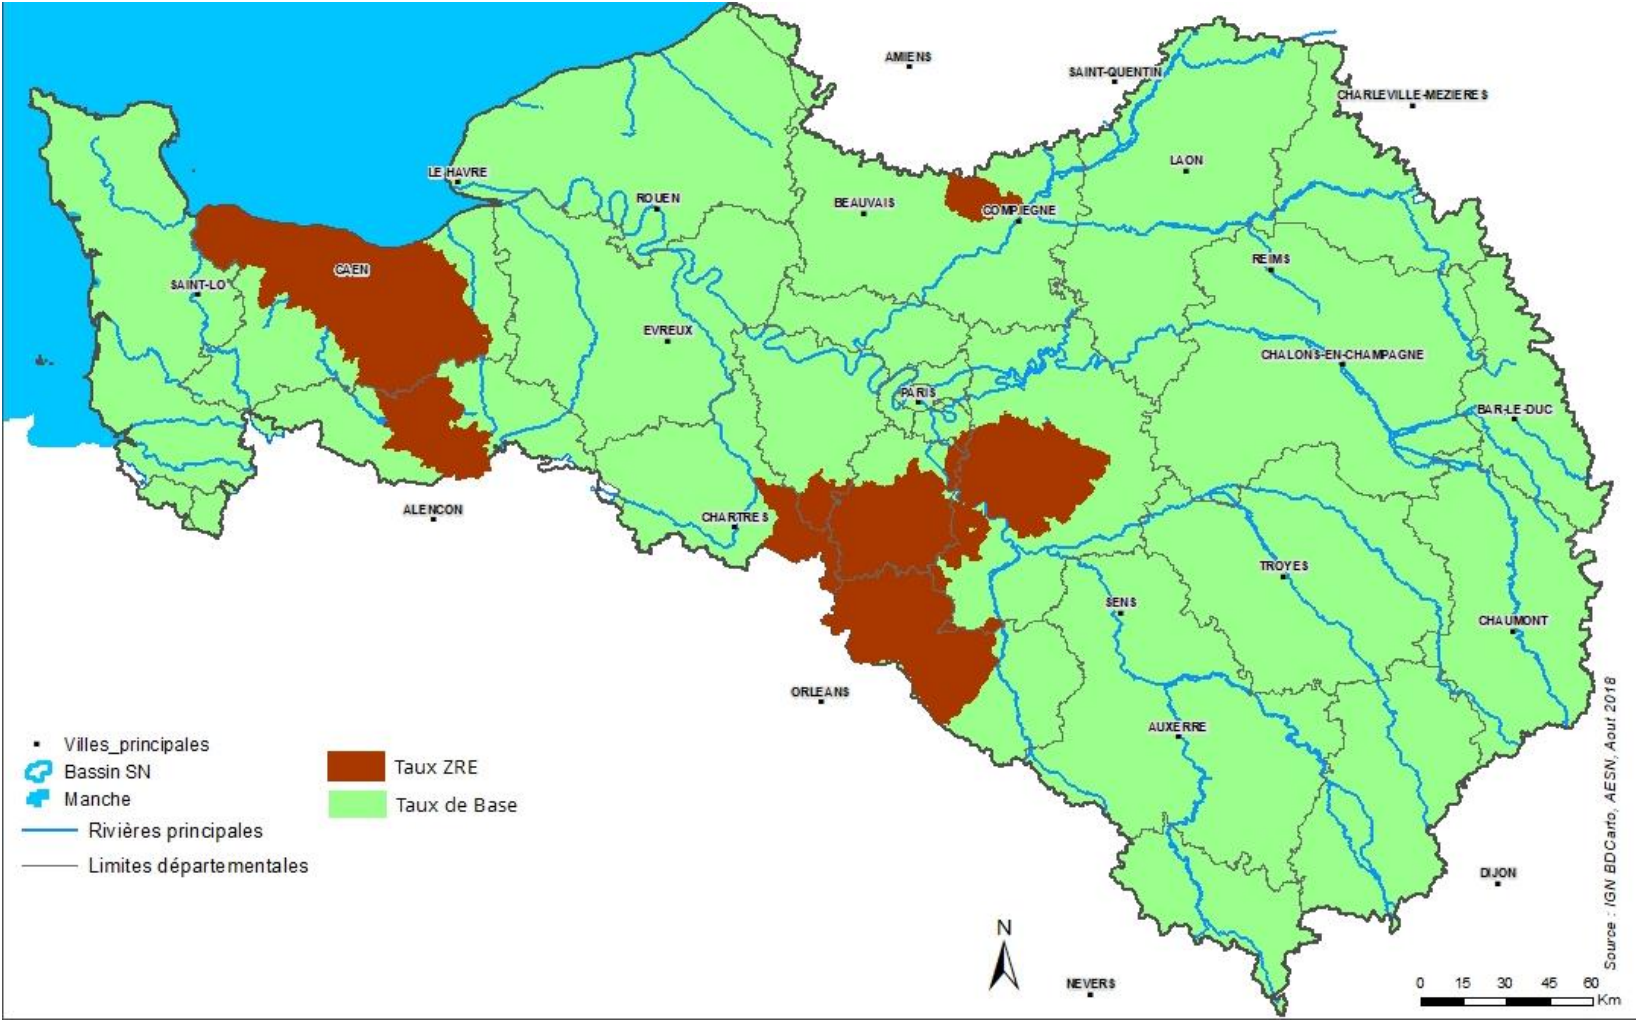 AMIENS
SAINT-QUENTIN
CHARLEVILLE-MEZIERES
LAON
LE HAVRE
ROUEN
BEAUVAIS
COMPIEGNE
CAEN
SAINT-LO
REIMS
EVREUX
CHALONS-EN-CHAMPAGNE
PARIS
BAR-LE-DUC
ALENCON
CHARTRES
TROYES
SENS
CHAUMONT
ORLEANS
AUXERRE
Villes_principales
Bassin SN
Manche
Rivières principales
Limites départementales
Taux ZRE
Taux de Base
DIJON
NEVERS
N
0 15 30 45 60
Km
Source : IGN BDCarto, AESN, Aout 2018